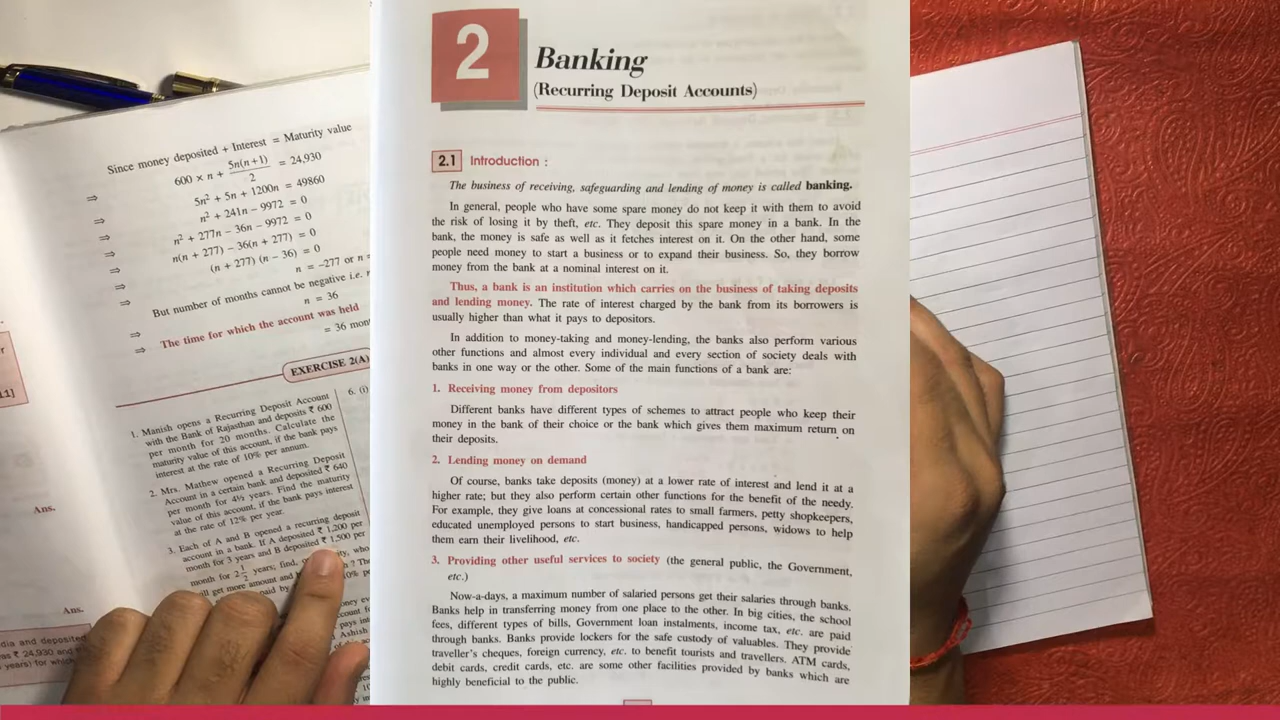 Since money deposited + Interest = Maturity value
⇒ 600 × n + 5n(n+1)/2 = 24,930
⇒ 5n² + 5n + 1200n = 49860
⇒ n² + 241n – 9972 = 0
⇒ n² + 277n – 36n – 9972 = 0
⇒ n(n + 277) – 36(n + 277) = 0
⇒ (n + 277) (n – 36) = 0
⇒ n = –277 or n =
But number of months cannot be negative i.e.
⇒ n = 36
⇒ The time for which the account was held
= 36
EXERCISE 2(A)
1. Manish opens a Recurring Deposit Account
with the Bank of Rajasthan and deposits ₹ 600
per month for 20 months. Calculate the
maturity value of this account, if the bank pays
interest at the rate of 10% per annum.
2. Mrs. Mathew opened a Recurring Deposit
Account in a certain bank and deposited ₹ 640
per month for 4½ years. Find the maturity
value of this account, if the bank pays interest
at the rate of 12% per year.
3. Each of A and B opened a recurring deposit
account in a bank. If A deposited ₹ 1,200 per
month for 3 years and B deposited ₹ 1,500 per
month for 2 1/2 years; find,
will get more amount and
paid by
6. (i)
11]
Ans.
Ans.
and deposited
₹ 24,930 and
years) for
2
Banking
(Recurring Deposit Accounts)
2.1 Introduction :
The business of receiving, safeguarding and lending of money is called banking.
In general, people who have some spare money do not keep it with them to avoid
the risk of losing it by theft, etc. They deposit this spare money in a bank. In the
bank, the money is safe as well as it fetches interest on it. On the other hand, some
people need money to start a business or to expand their business. So, they borrow
money from the bank at a nominal interest on it.
Thus, a bank is an institution which carries on the business of taking deposits
and lending money. The rate of interest charged by the bank from its borrowers is
usually higher than what it pays to depositors.
In addition to money-taking and money-lending, the banks also perform various
other functions and almost every individual and every section of society deals with
banks in one way or the other. Some of the main functions of a bank are:
1. Receiving money from depositors
Different banks have different types of schemes to attract people who keep their
money in the bank of their choice or the bank which gives them maximum return on
their deposits.
2. Lending money on demand
Of course, banks take deposits (money) at a lower rate of interest and lend it at a
higher rate; but they also perform certain other functions for the benefit of the needy.
For example, they give loans at concessional rates to small farmers, petty shopkeepers,
educated unemployed persons to start business, handicapped persons, widows to help
them earn their livelihood, etc.
3. Providing other useful services to society (the general public, the Government,
etc.)
Now-a-days, a maximum number of salaried persons get their salaries through banks.
Banks help in transferring money from one place to the other. In big cities, the school
fees, different types of bills, Government loan instalments, income tax, etc. are paid
through banks. Banks provide lockers for the safe custody of valuables. They provide
traveller's cheques, foreign currency, etc. to benefit tourists and travellers. ATM cards,
debit cards, credit cards, etc. are some other facilities provided by banks which are
highly beneficial to the public.